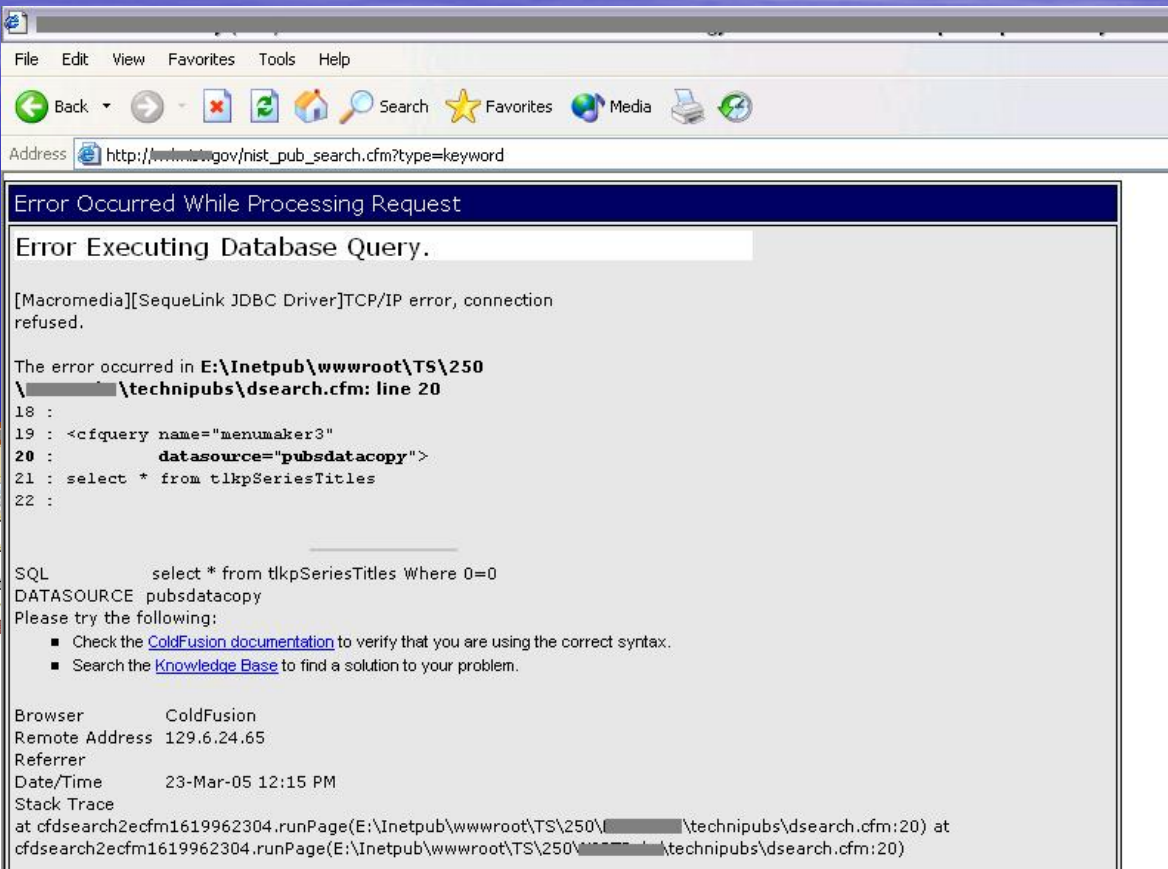 File Edit View Favorites Tools Help
Back Search Favorites Media
Address http:// gov/nist_pub_search.cfm?type=keyword
Error Occurred While Processing Request
Error Executing Database Query.
[Macromedia][SequeLink JDBC Driver]TCP/IP error, connection
refused.
The error occurred in E:\Inetpub\wwwroot\TS\250
\ \technipubs\dsearch.cfm: line 20
18 :
19 : <cfquery name="menumaker3"
20 : datasource="pubsdatacopy">
21 : select * from tlkpSeriesTitles
22 :
SQL select * from tlkpSeriesTitles Where 0=0
DATASOURCE pubsdatacopy
Please try the following:
■ Check the ColdFusion documentation to verify that you are using the correct syntax.
■ Search the Knowledge Base to find a solution to your problem.
Browser ColdFusion
Remote Address 129.6.24.65
Referrer
Date/Time 23-Mar-05 12:15 PM
Stack Trace
at cfdsearch2ecfm1619962304.runPage(E:\Inetpub\wwwroot\TS\250\ \technipubs\dsearch.cfm:20) at
cfdsearch2ecfm1619962304.runPage(E:\Inetpub\wwwroot\TS\250\ \technipubs\dsearch.cfm:20)